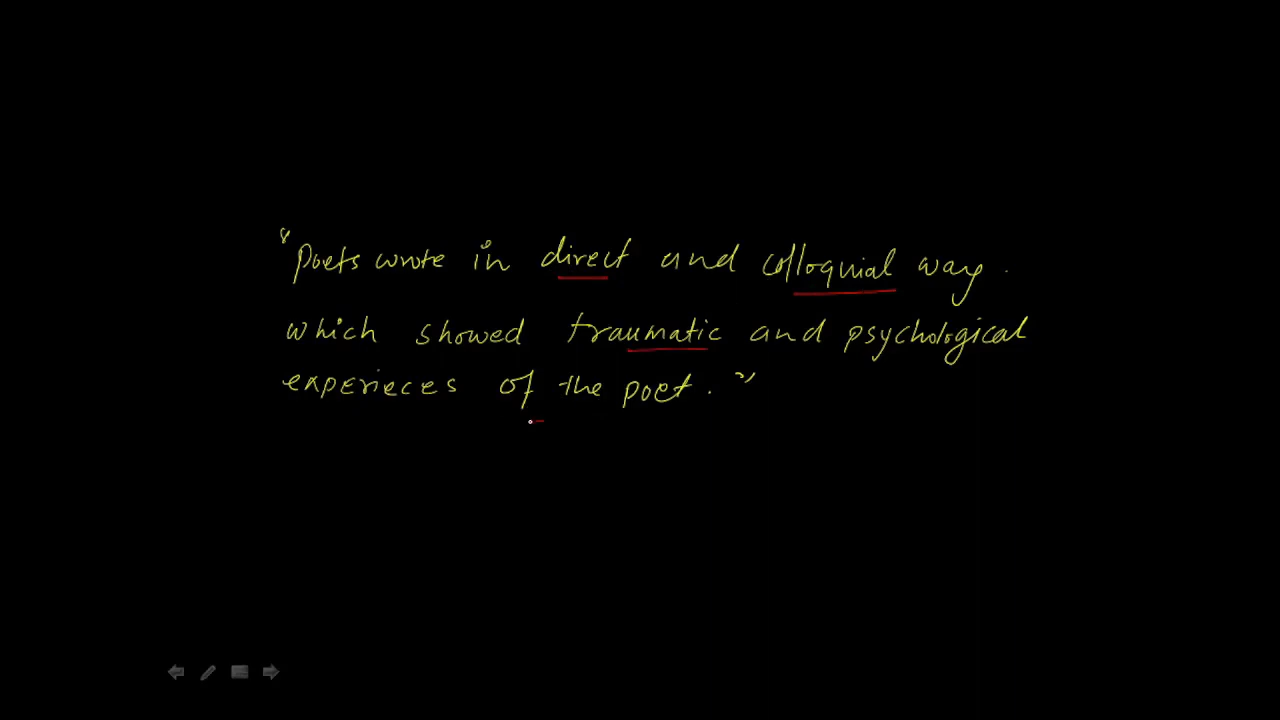 "Poets wrote in direct and colloquial way.
which showed traumatic and psychological
experieces of the poet."